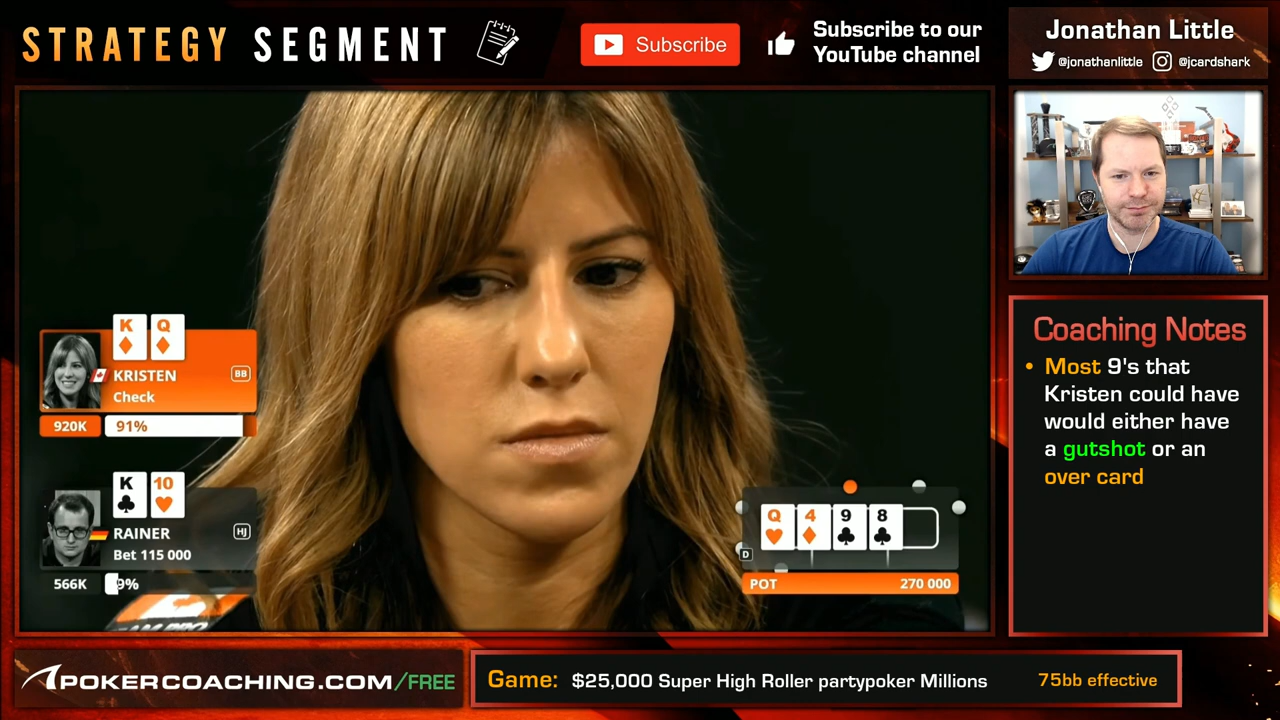 STRATEGY SEGMENT
Subscribe
Subscribe to our
YouTube channel
Jonathan Little
@jonathanlittle @jcardshark
K Q
KRISTEN
BB
Check
920K 91%
K 10
RAINER
HJ
Bet 115 000
566K 9%
Q 4 9 8
D
POT 270 000
Coaching Notes
• Most 9's that
Kristen could have
would either have
a gutshot or an
over card
POKERCOACHING.COM/FREE
Game: $25,000 Super High Roller partypoker Millions 75bb effective